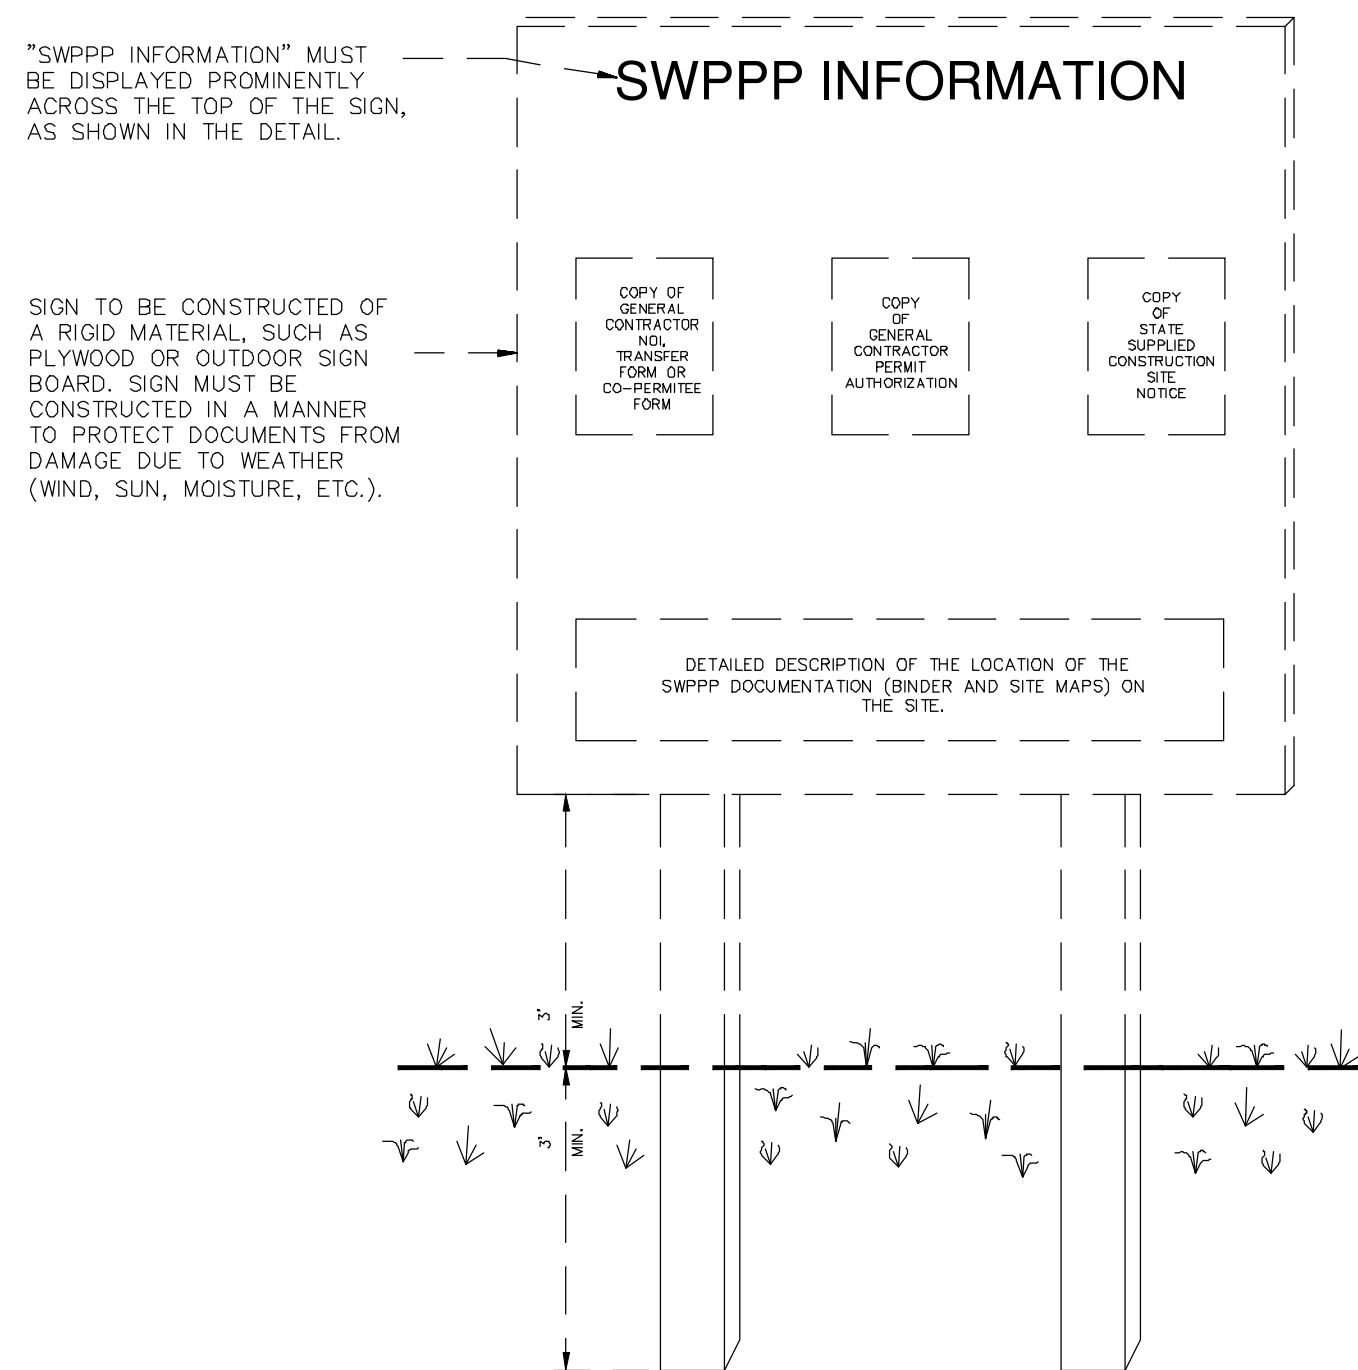 "SWPPP INFORMATION" MUST
BE DISPLAYED PROMINENTLY
ACROSS THE TOP OF THE SIGN,
AS SHOWN IN THE DETAIL.
SWPPP INFORMATION
SIGN TO BE CONSTRUCTED OF
A RIGID MATERIAL, SUCH AS
PLYWOOD OR OUTDOOR SIGN
BOARD. SIGN MUST BE
CONSTRUCTED IN A MANNER
TO PROTECT DOCUMENTS FROM
DAMAGE DUE TO WEATHER
(WIND, SUN, MOISTURE, ETC.).
COPY OF
GENERAL
CONTRACTOR
NOI,
TRANSFER
FORM OR
CO-PERMITEE
FORM
COPY
OF
GENERAL
CONTRACTOR
PERMIT
AUTHORIZATION
COPY
OF
STATE
SUPPLIED
CONSTRUCTION
SITE
NOTICE
DETAILED DESCRIPTION OF THE LOCATION OF THE
SWPPP DOCUMENTATION (BINDER AND SITE MAPS) ON
THE SITE.
3'
MIN.
3'
MIN.